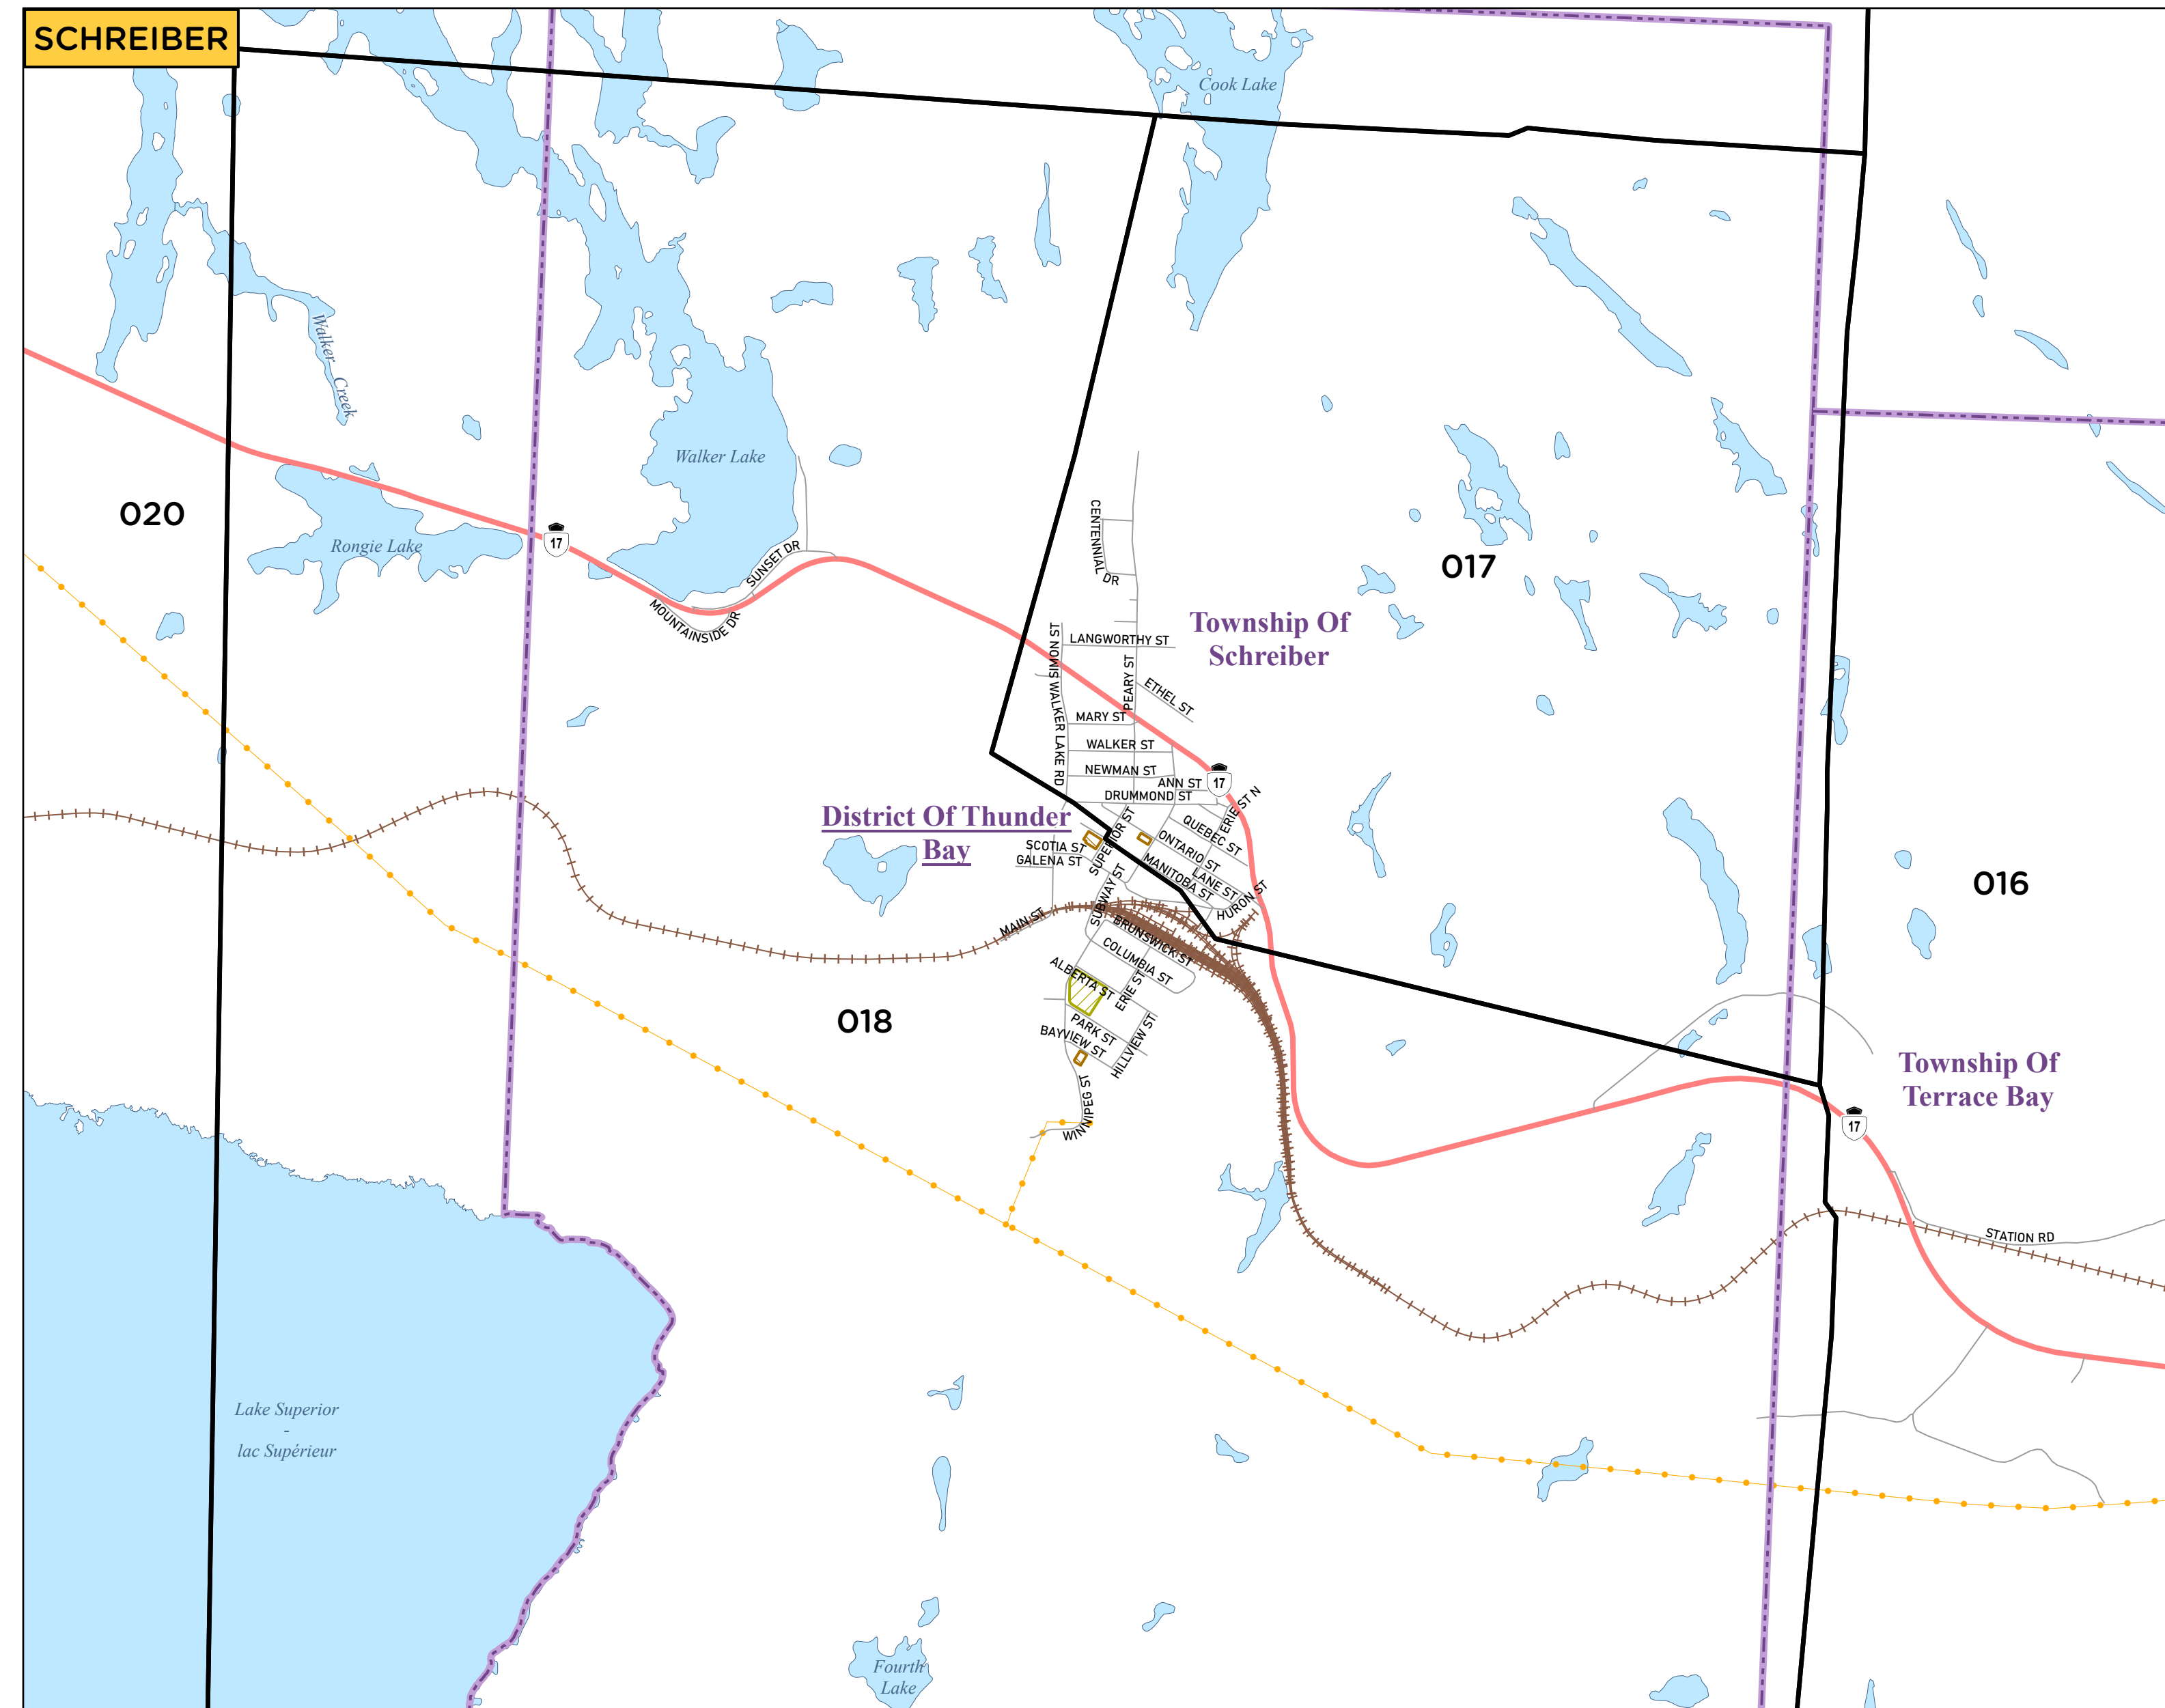 SCHREIBER
Cook Lake
Walker
Creek
Walker Lake
020
Rongie Lake
17
SUNSET DR
MOUNTAINSIDE DR
CENTENNIAL
DR
017
Township Of
Schreiber
SIMONS
ST
LANGWORTHY ST
PEARY ST
ETHEL ST
WALKER LAKE RD
MARY ST
WALKER ST
NEWMAN ST
ANN ST
17
DRUMMOND ST
ERIE ST N
District Of Thunder
Bay
SUPERIOR ST
QUEBEC ST
ONTARIO ST
SCOTIA ST
GALENA ST
MANITOBA ST
LANE ST
HURON ST
SUBWAY ST
MAIN ST
BRUNSWICK ST
COLUMBIA ST
ALBERTA ST
ERIE ST
PARK ST
BAYVIEW ST
HILLVIEW ST
WINNIPEG ST
016
018
Township Of
Terrace Bay
17
STATION RD
Lake Superior
-
lac Supérieur
Fourth
Lake